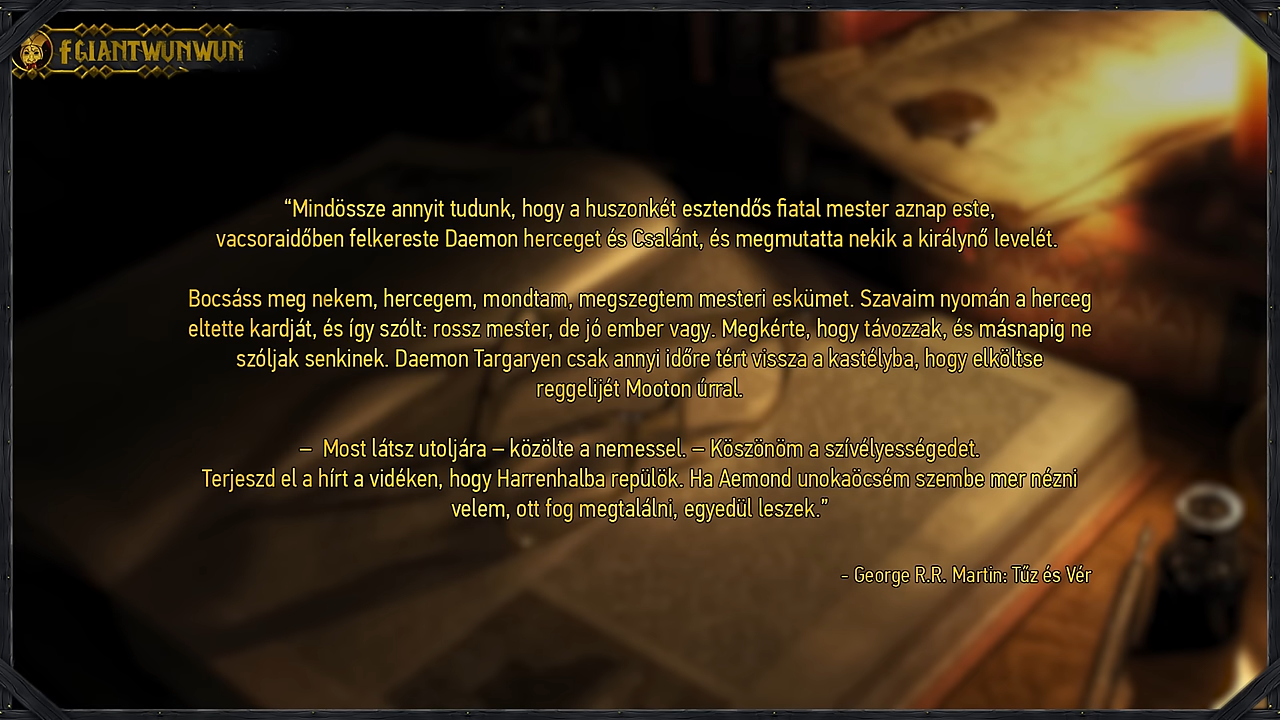 fGIANTWUNWUN
“Mindössze annyit tudunk, hogy a huszonkét esztendős fiatal mester aznap este,
vacsoraidőben felkereste Daemon herceget és Csalánt, és megmutatta nekik a királynő levelét.
Bocsáss meg nekem, hercegem, mondtam, megszegtem mesteri eskümet. Szavaim nyomán a herceg
eltette kardját, és így szólt: rossz mester, de jó ember vagy. Megkérte, hogy távozzak, és másnapig ne
szóljak senkinek. Daemon Targaryen csak annyi időre tért vissza a kastélyba, hogy elköltse
reggelijét Mooton úrral.
– Most látsz utoljára – közölte a nemessel. – Köszönöm a szívélyességedet.
Terjeszd el a hírt a vidéken, hogy Harrenhalba repülök. Ha Aemond unokaöcsém szembe mer nézni
velem, ott fog megtalálni, egyedül leszek.”
- George R.R. Martin: Tűz és Vér